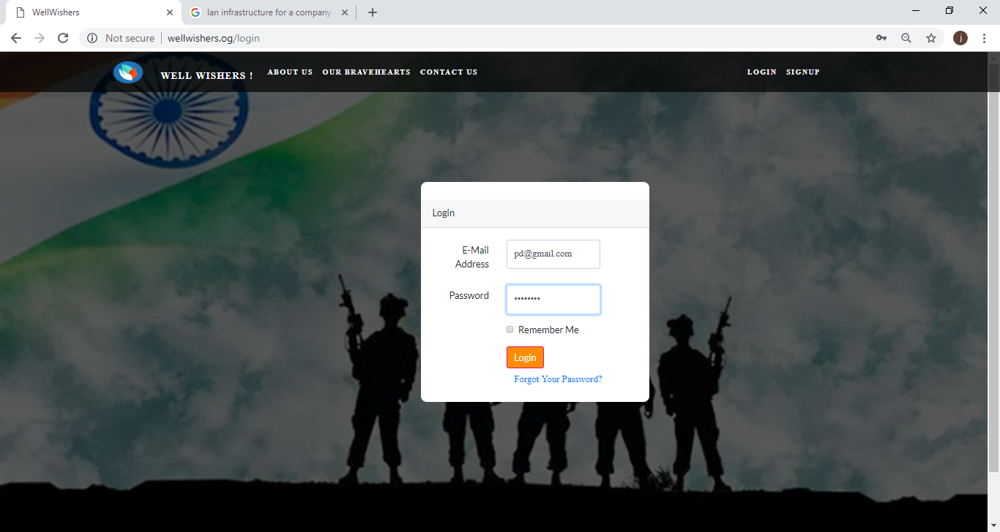 WellWishers
lan infrastructure for a company
Not secure
wellwishers.og/login
j
WELL WISHERS !
ABOUT US
OUR BRAVEHEARTS
CONTACT US
LOGIN
SIGNUP
Login
E-Mail
Address
pd@gmail.com
Password
••••••••
Remember Me
Login
Forgot Your Password?